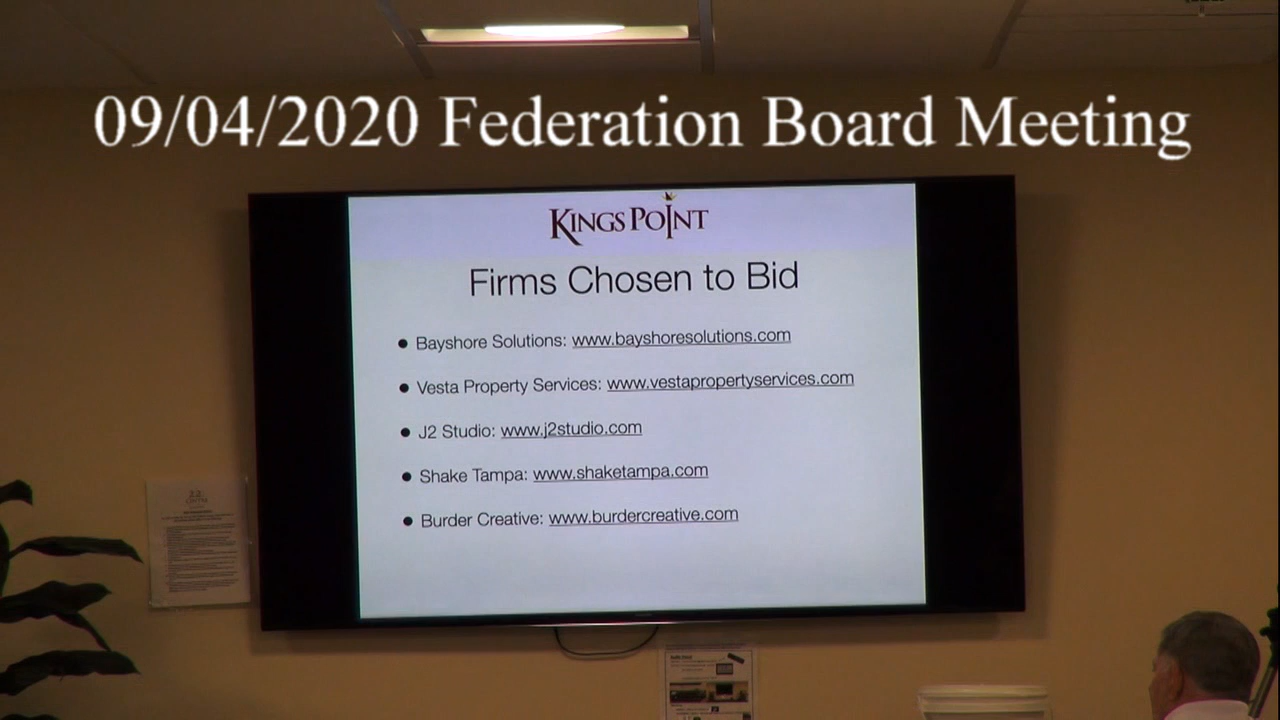 09/04/2020 Federation Board Meeting
KINGS POINT
Firms Chosen to Bid
• Bayshore Solutions: www.bayshoresolutions.com
• Vesta Property Services: www.vestapropertyservices.com
• J2 Studio: www.j2studio.com
• Shake Tampa: www.shaketampa.com
• Burder Creative: www.burdercreative.com